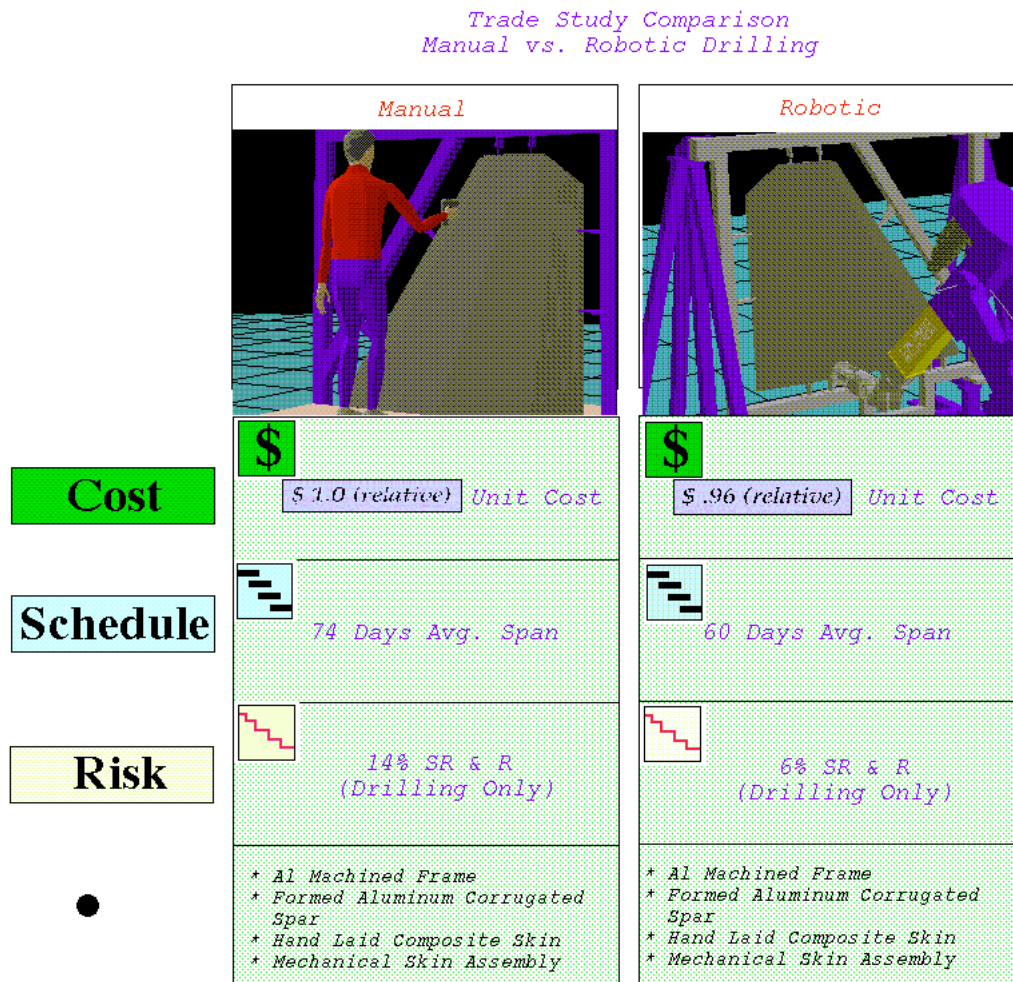 Trade Study Comparison
Manual vs. Robotic Drilling
Manual
Robotic
Cost
$
$ 1.0 (relative) Unit Cost
$
$ .96 (relative) Unit Cost
Schedule
74 Days Avg. Span
60 Days Avg. Span
Risk
14% SR & R
(Drilling Only)
6% SR & R
(Drilling Only)
* Al Machined Frame
* Formed Aluminum Corrugated
Spar
* Hand Laid Composite Skin
* Mechanical Skin Assembly
* Al Machined Frame
* Formed Aluminum Corrugated
Spar
* Hand Laid Composite Skin
* Mechanical Skin Assembly